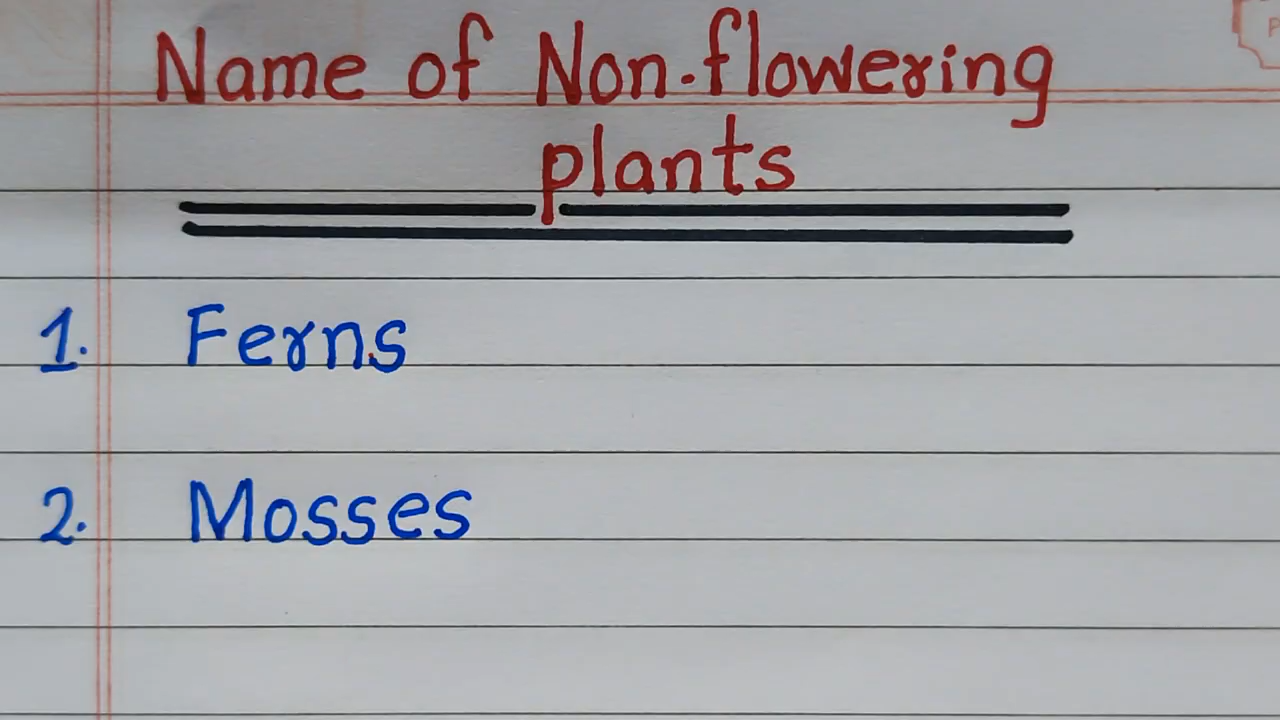 Name of Non-flowering
plants
1. Ferns
2. Mosses